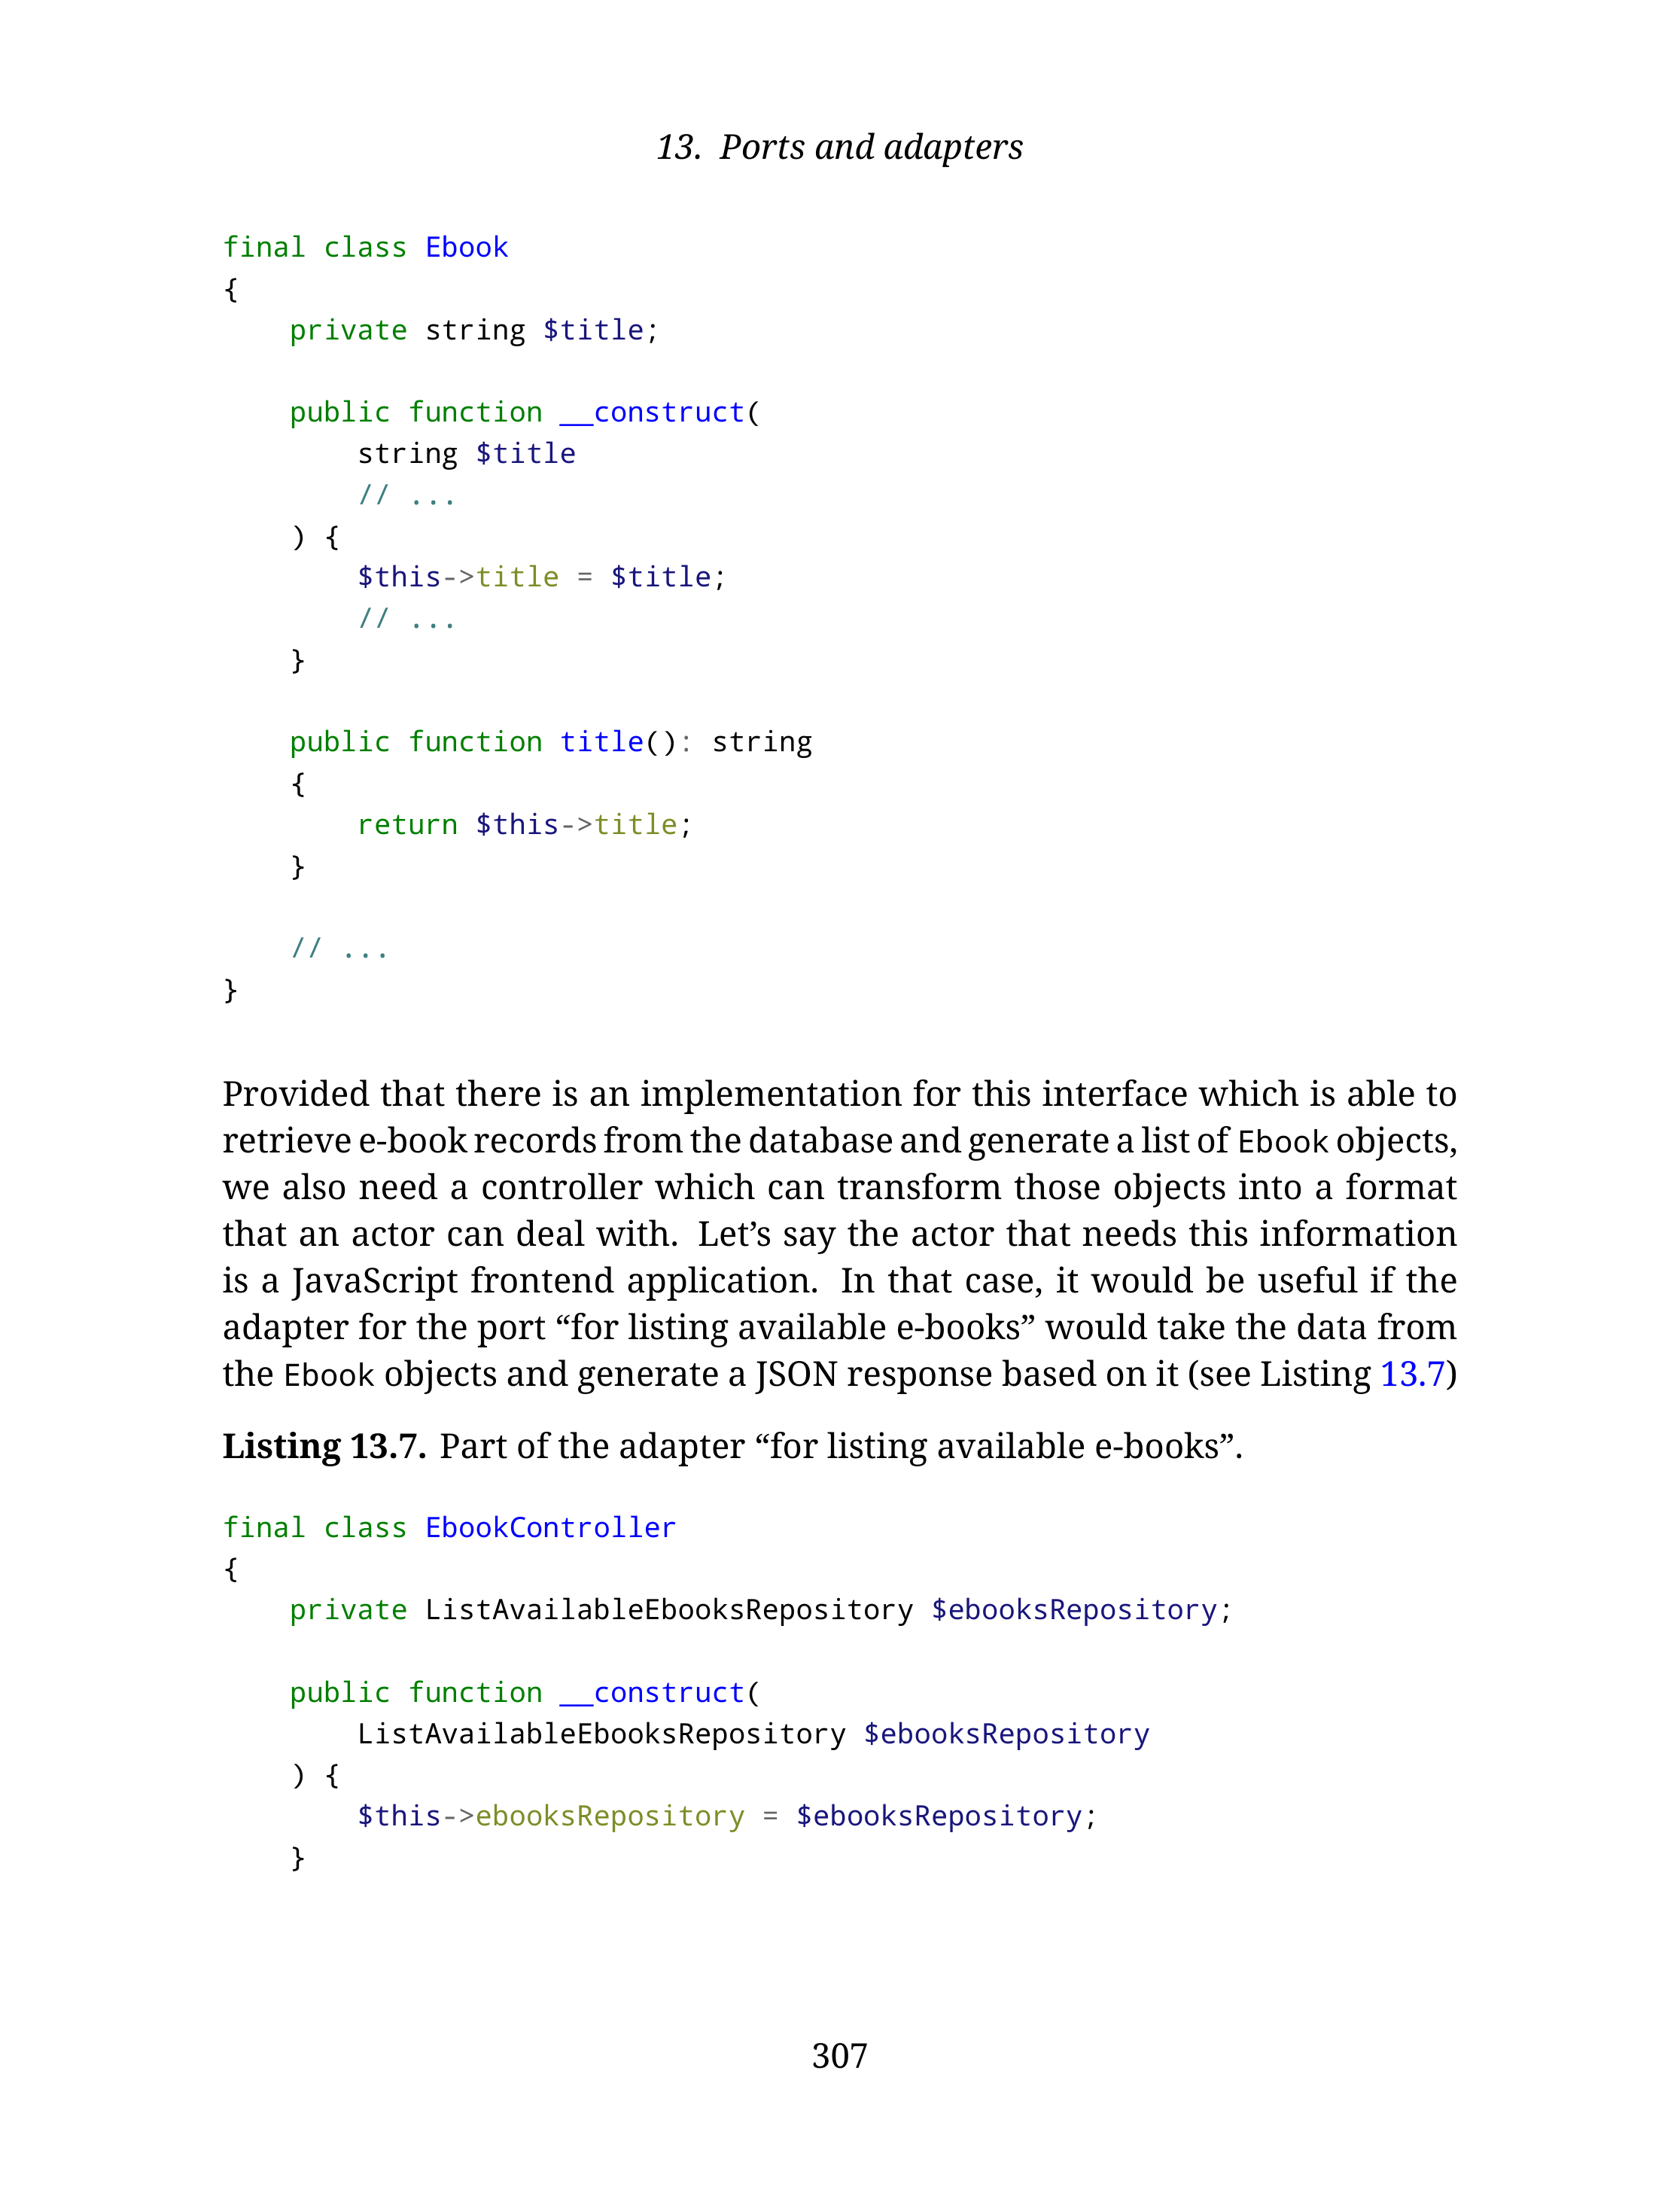 13. Ports and adapters
final class Ebook
{
    private string $title;

    public function __construct(
        string $title
        // ...
    ) {
        $this->title = $title;
        // ...
    }

    public function title(): string
    {
        return $this->title;
    }

    // ...
}
Provided that there is an implementation for this interface which is able to
retrieve e-book records from the database and generate a list of Ebook objects,
we also need a controller which can transform those objects into a format
that an actor can deal with. Let’s say the actor that needs this information
is a JavaScript frontend application. In that case, it would be useful if the
adapter for the port “for listing available e-books” would take the data from
the Ebook objects and generate a JSON response based on it (see Listing 13.7)
Listing 13.7. Part of the adapter “for listing available e-books”.
final class EbookController
{
    private ListAvailableEbooksRepository $ebooksRepository;

    public function __construct(
        ListAvailableEbooksRepository $ebooksRepository
    ) {
        $this->ebooksRepository = $ebooksRepository;
    }
307